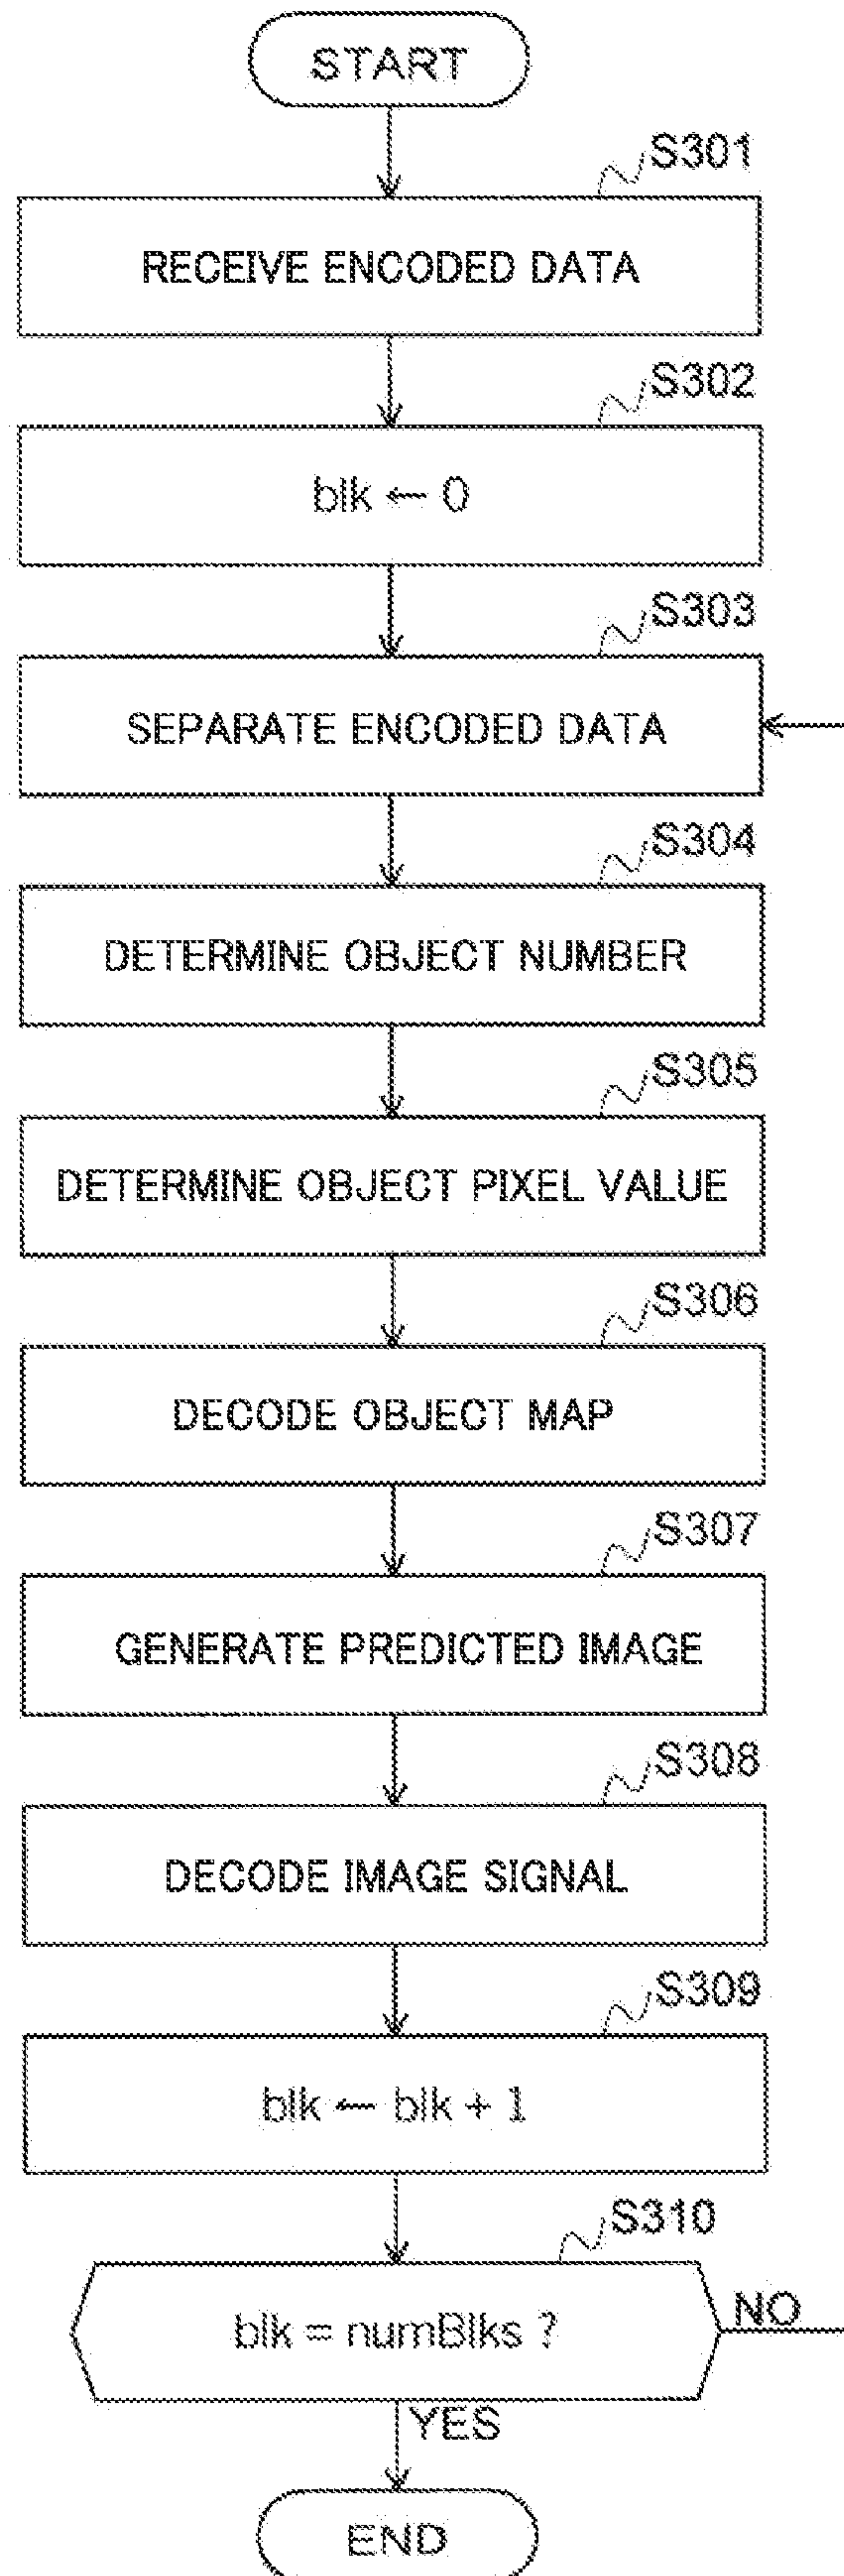 START
S301
RECEIVE ENCODED DATA
S302
blk ← 0
S303
SEPARATE ENCODED DATA
S304
DETERMINE OBJECT NUMBER
S305
DETERMINE OBJECT PIXEL VALUE
S306
DECODE OBJECT MAP
S307
GENERATE PREDICTED IMAGE
S308
DECODE IMAGE SIGNAL
S309
blk ← blk + 1
S310
blk = numBlks ?
NO
YES
END